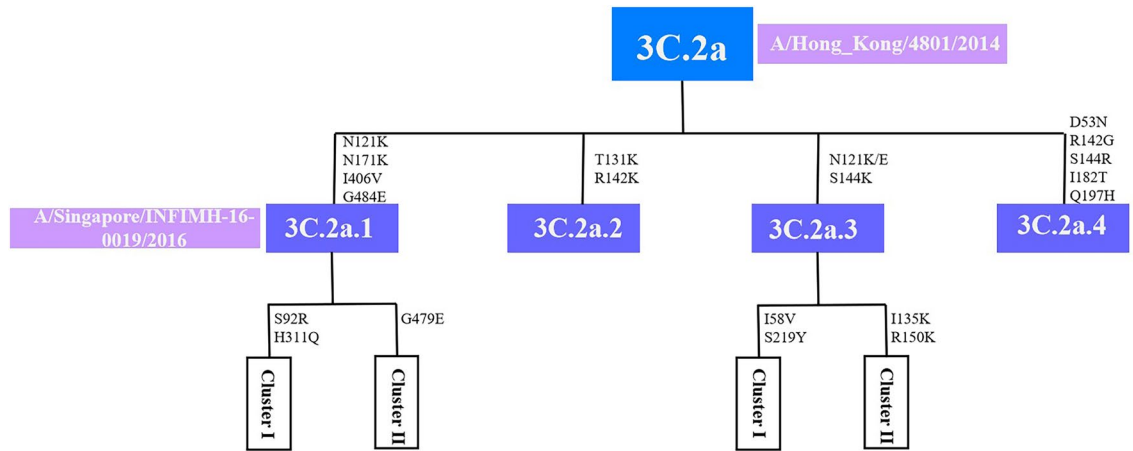 3C.2a
A/Hong_Kong/4801/2014
N121K
N171K
I406V
G484E
T131K
R142K
N121K/E
S144K
D53N
R142G
S144R
I182T
Q197H
A/Singapore/INFIMH-16-
0019/2016
3C.2a.1
3C.2a.2
3C.2a.3
3C.2a.4
S92R
H311Q
G479E
I58V
S219Y
I135K
R150K
Cluster I
Cluster II
Cluster I
Cluster II